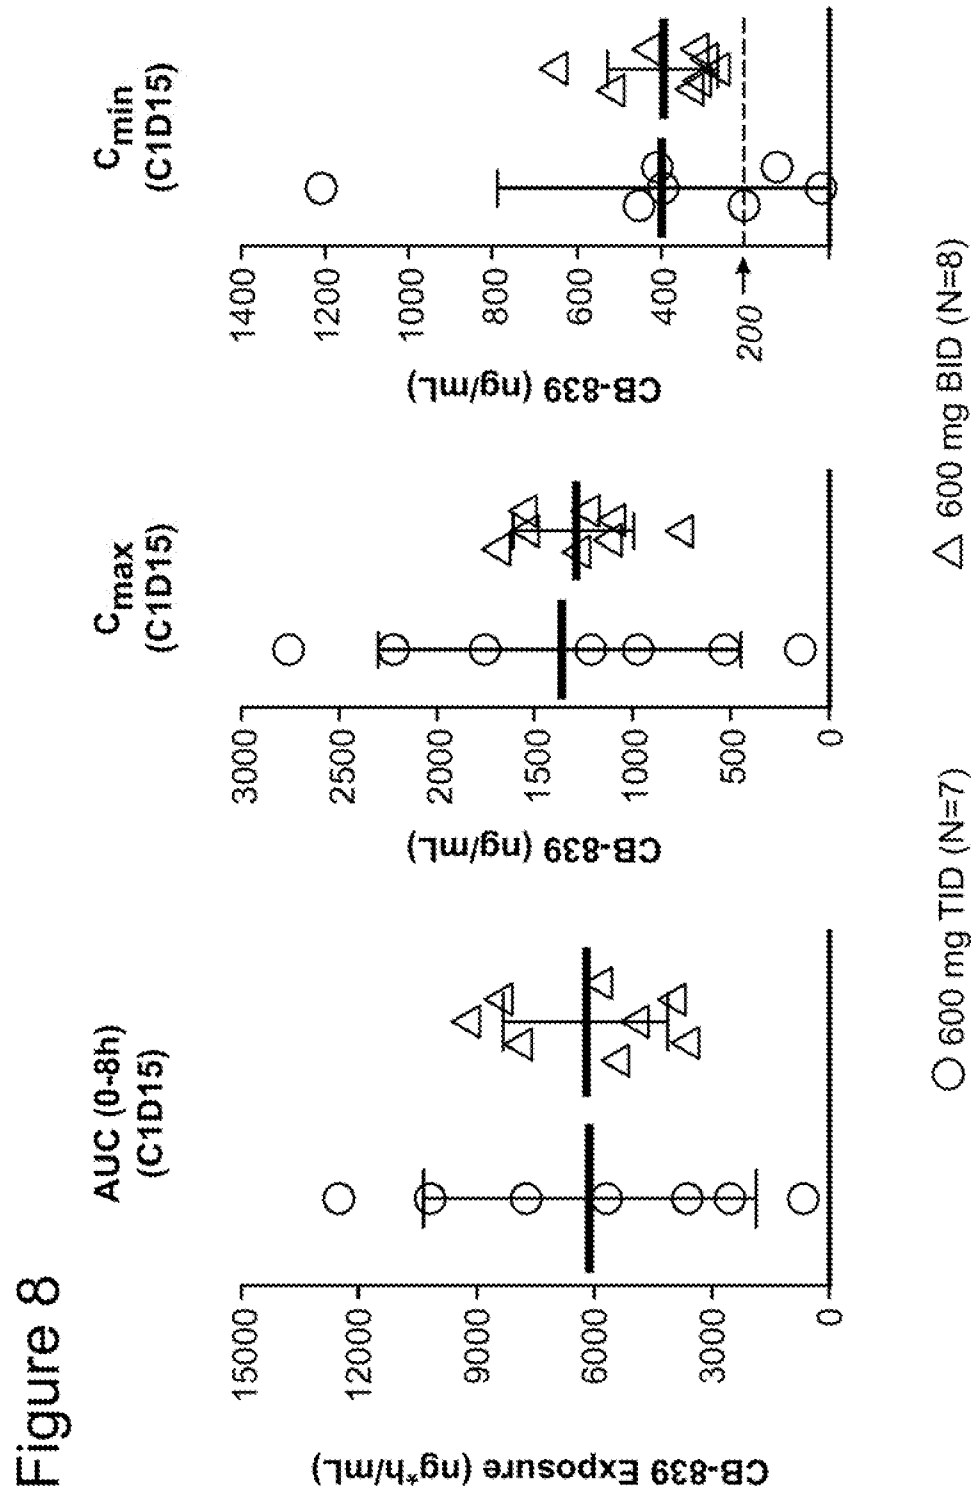 Figure 8
AUC (0-8h)
(C1D15)
CB-839 Exposure (ng*h/mL)
15000
12000
9000
6000
3000
0
Cmax
(C1D15)
CB-839 (ng/mL)
3000
2500
2000
1500
1000
500
0
Cmin
(C1D15)
CB-839 (ng/mL)
1400
1200
1000
800
600
400
200
600 mg TID (N=7)
600 mg BID (N=8)